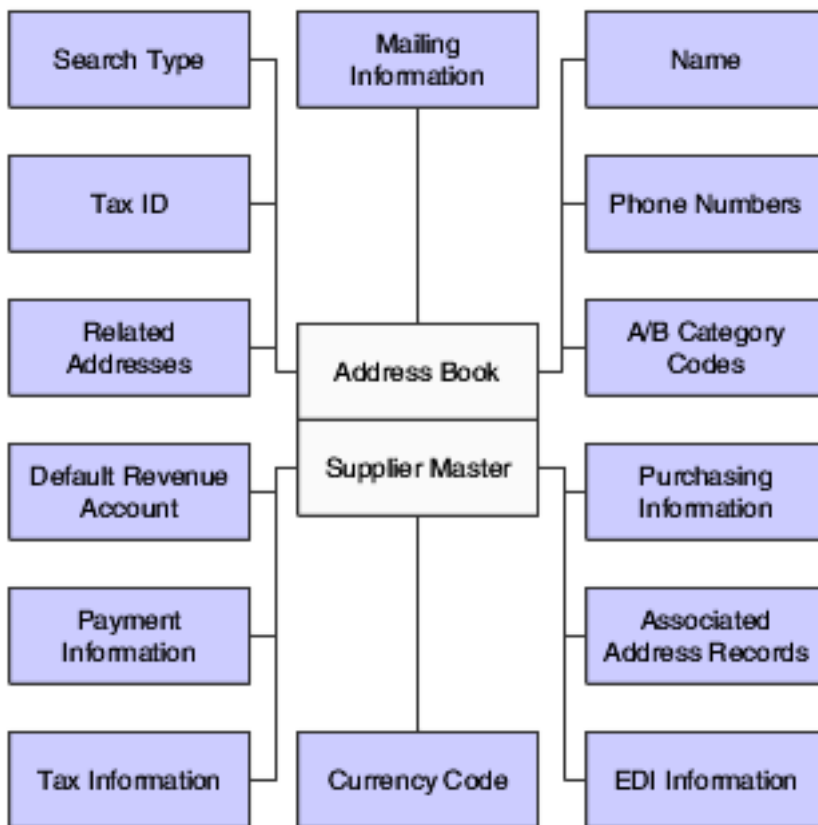 Search Type
Mailing
Information
Name
Tax ID
Phone Numbers
Related
Addresses
Address Book
A/B Category
Codes
Default Revenue
Account
Supplier Master
Purchasing
Information
Payment
Information
Associated
Address Records
Tax Information
Currency Code
EDI Information